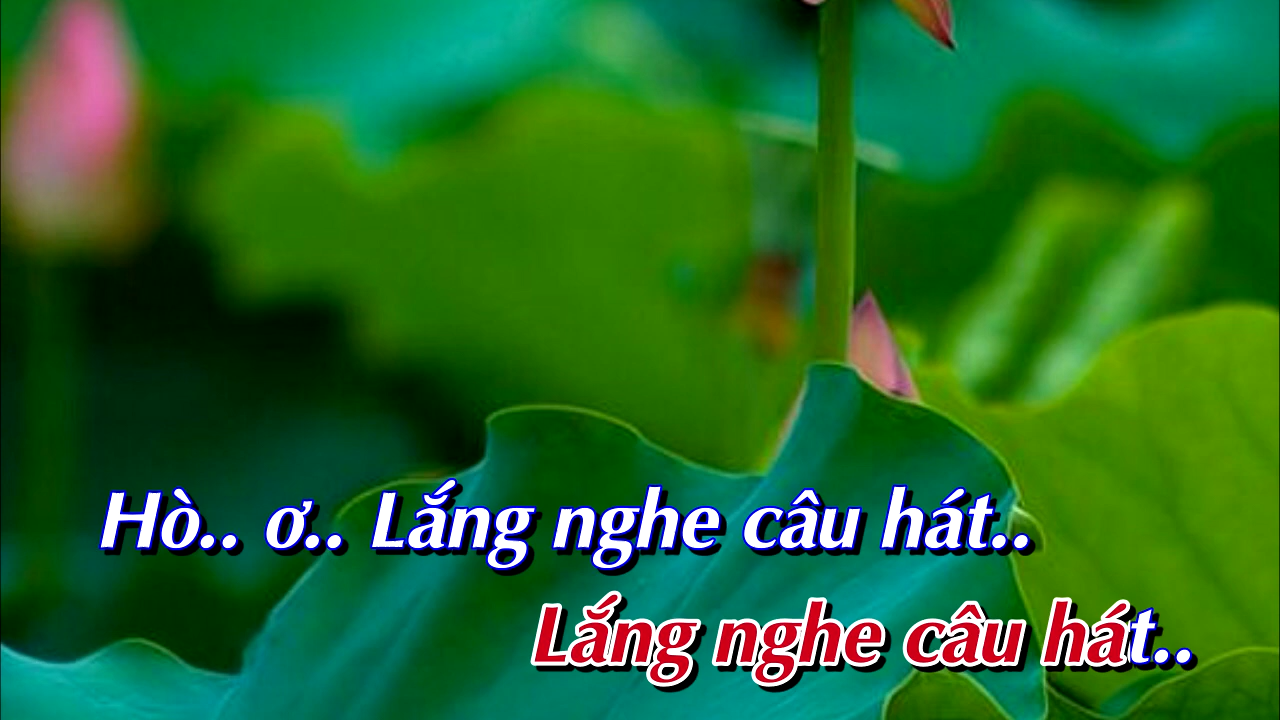 Hò.. ơ.. Lắng nghe câu hát..
Lắng nghe câu hát..